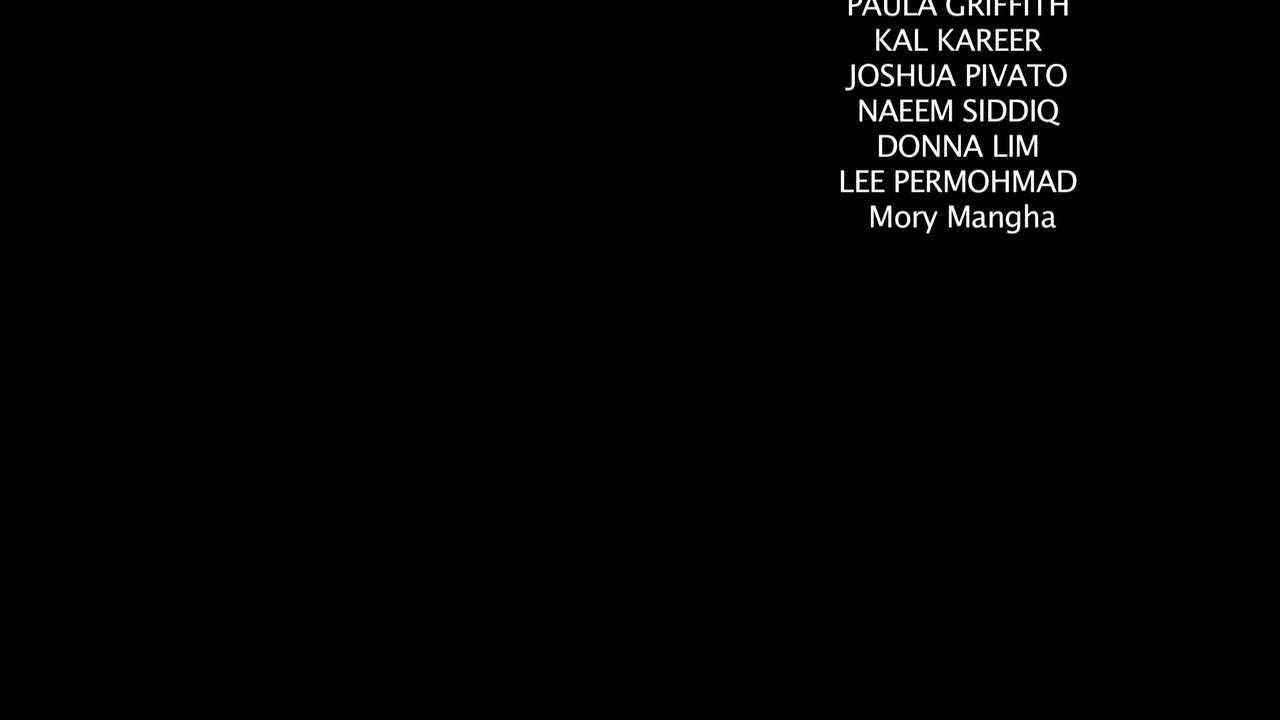 PAULA GRIFFITH
KAL KAREER
JOSHUA PIVATO
NAEEM SIDDIQ
DONNA LIM
LEE PERMOHMAD
Mory Mangha